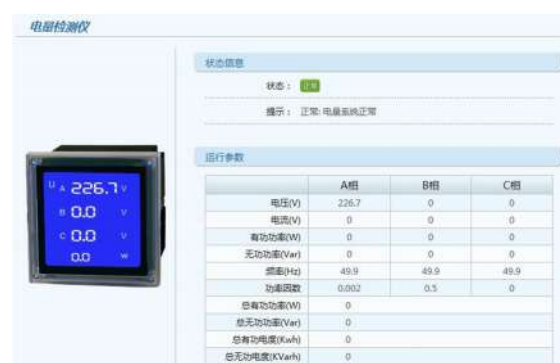 电量检测仪
状态信息
状态： 正常
提示： 正常: 电量系统正常
运行参数
A相 B相 C相
电压(V) 226.7 0 0
电流(V) 0 0 0
有功功率(W) 0 0 0
无功功率(Var) 0 0 0
频率(Hz) 49.9 49.9 49.9
功率因数 0.002 0.5 0
总有功功率(W) 0
总无功功率(Var) 0
总有功电度(Kwh) 0
总无功电度(KVarh) 0
U A 226.7 V
B 0.0 V
C 0.0 V
0.0 W